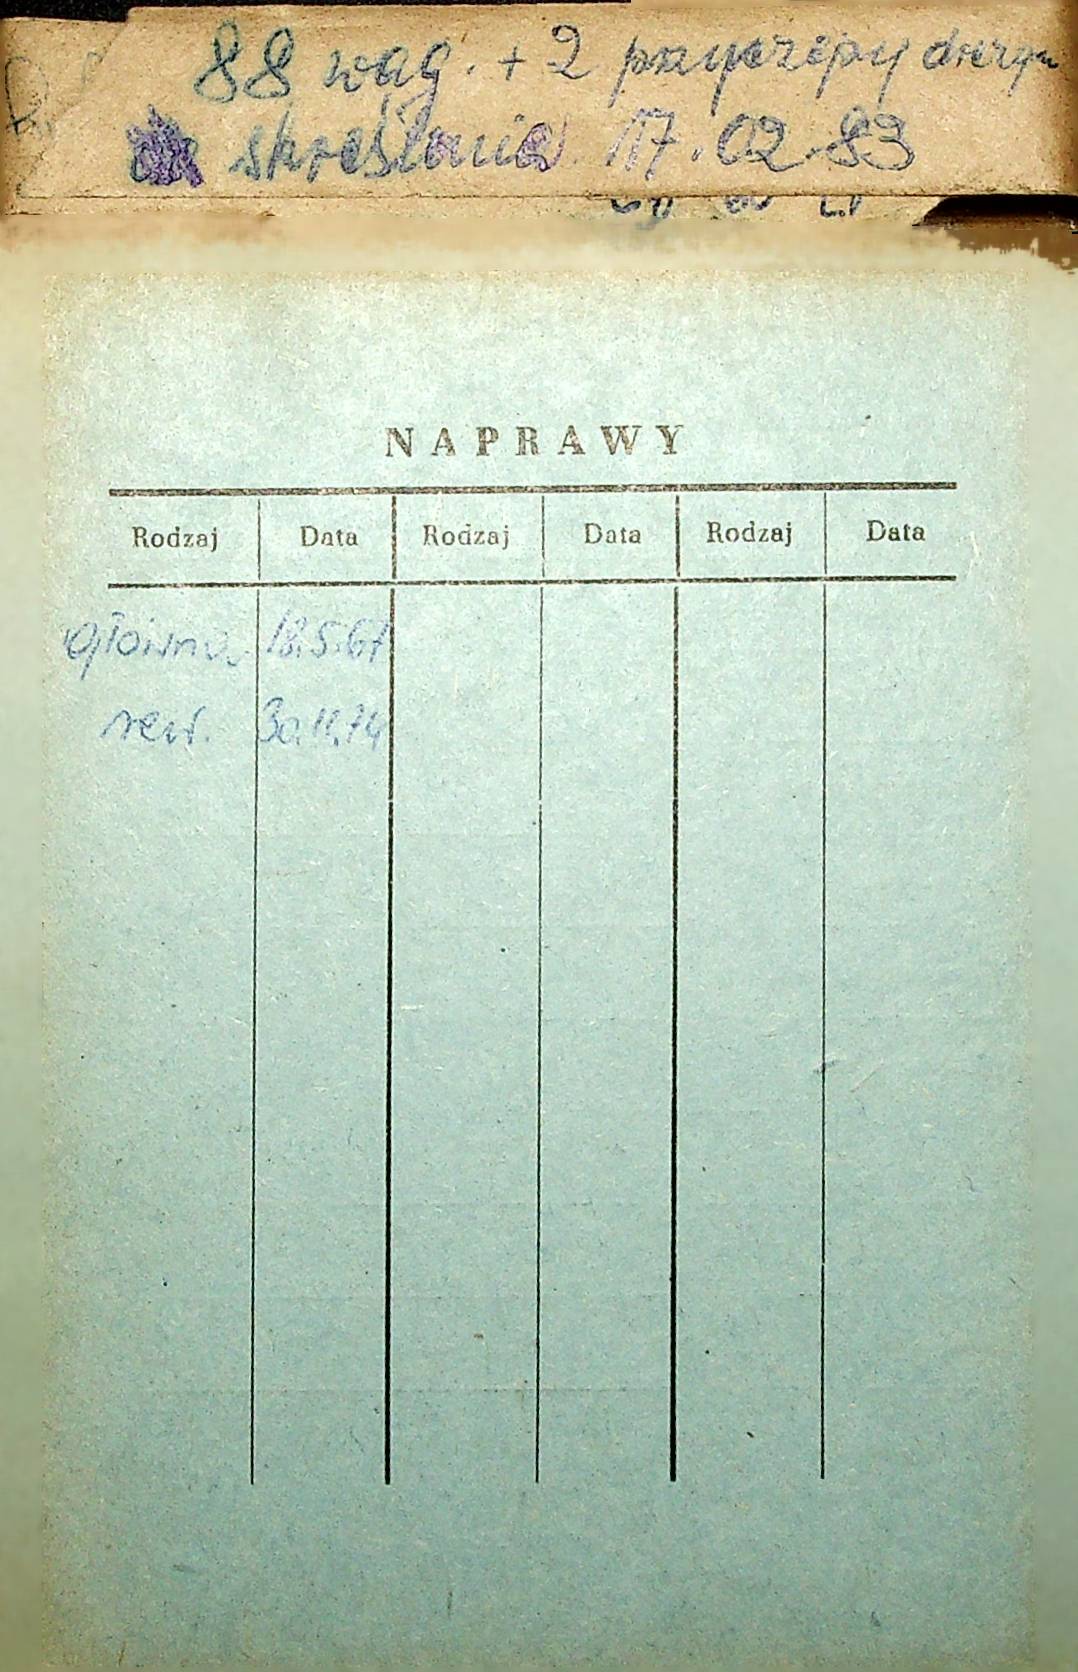 88 wag. + 2 przyczepy drezyn
skreślenia 17.02.83
NAPRAWY
Rodzaj Data Rodzaj Data Rodzaj Data
główna 18.5.67
rew. 30.11.74